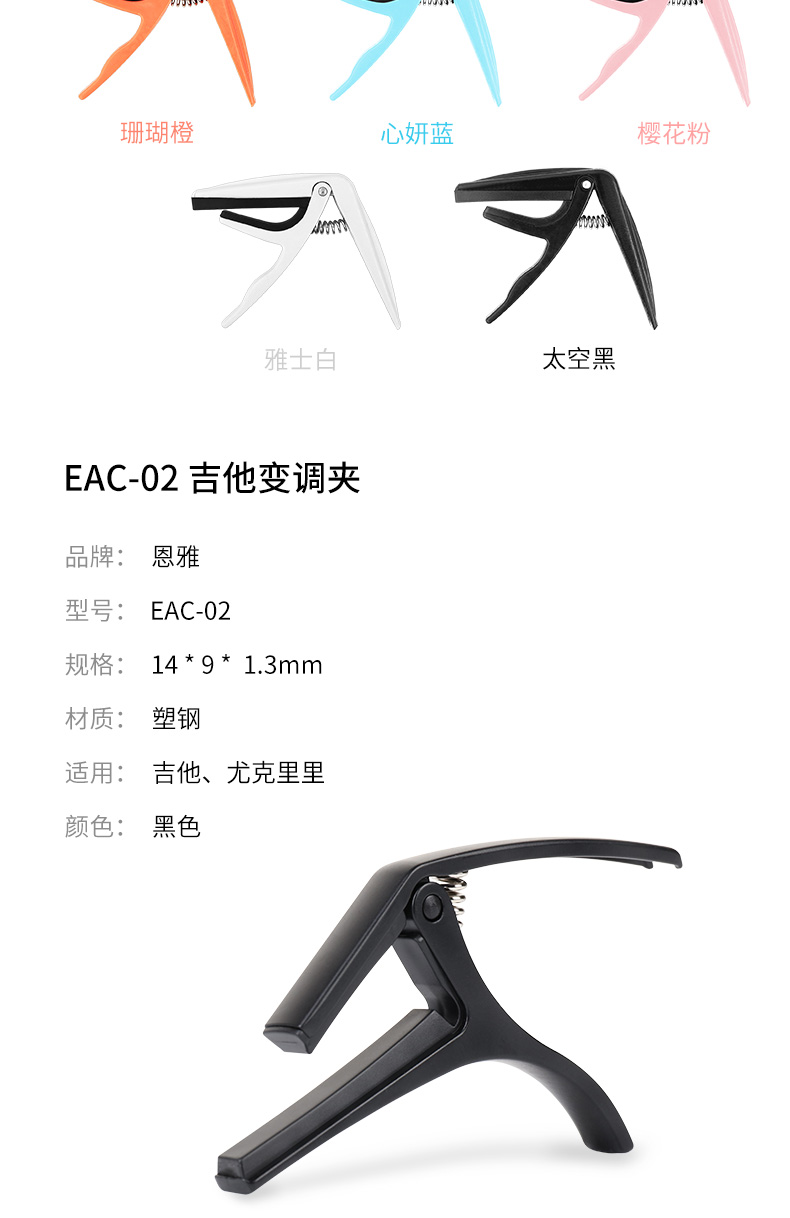 珊瑚橙
心妍蓝
樱花粉
雅士白
太空黑
EAC-02 吉他变调夹
品牌： 恩雅
型号： EAC-02
规格： 14 * 9 * 1.3mm
材质： 塑钢
适用： 吉他、尤克里里
颜色： 黑色